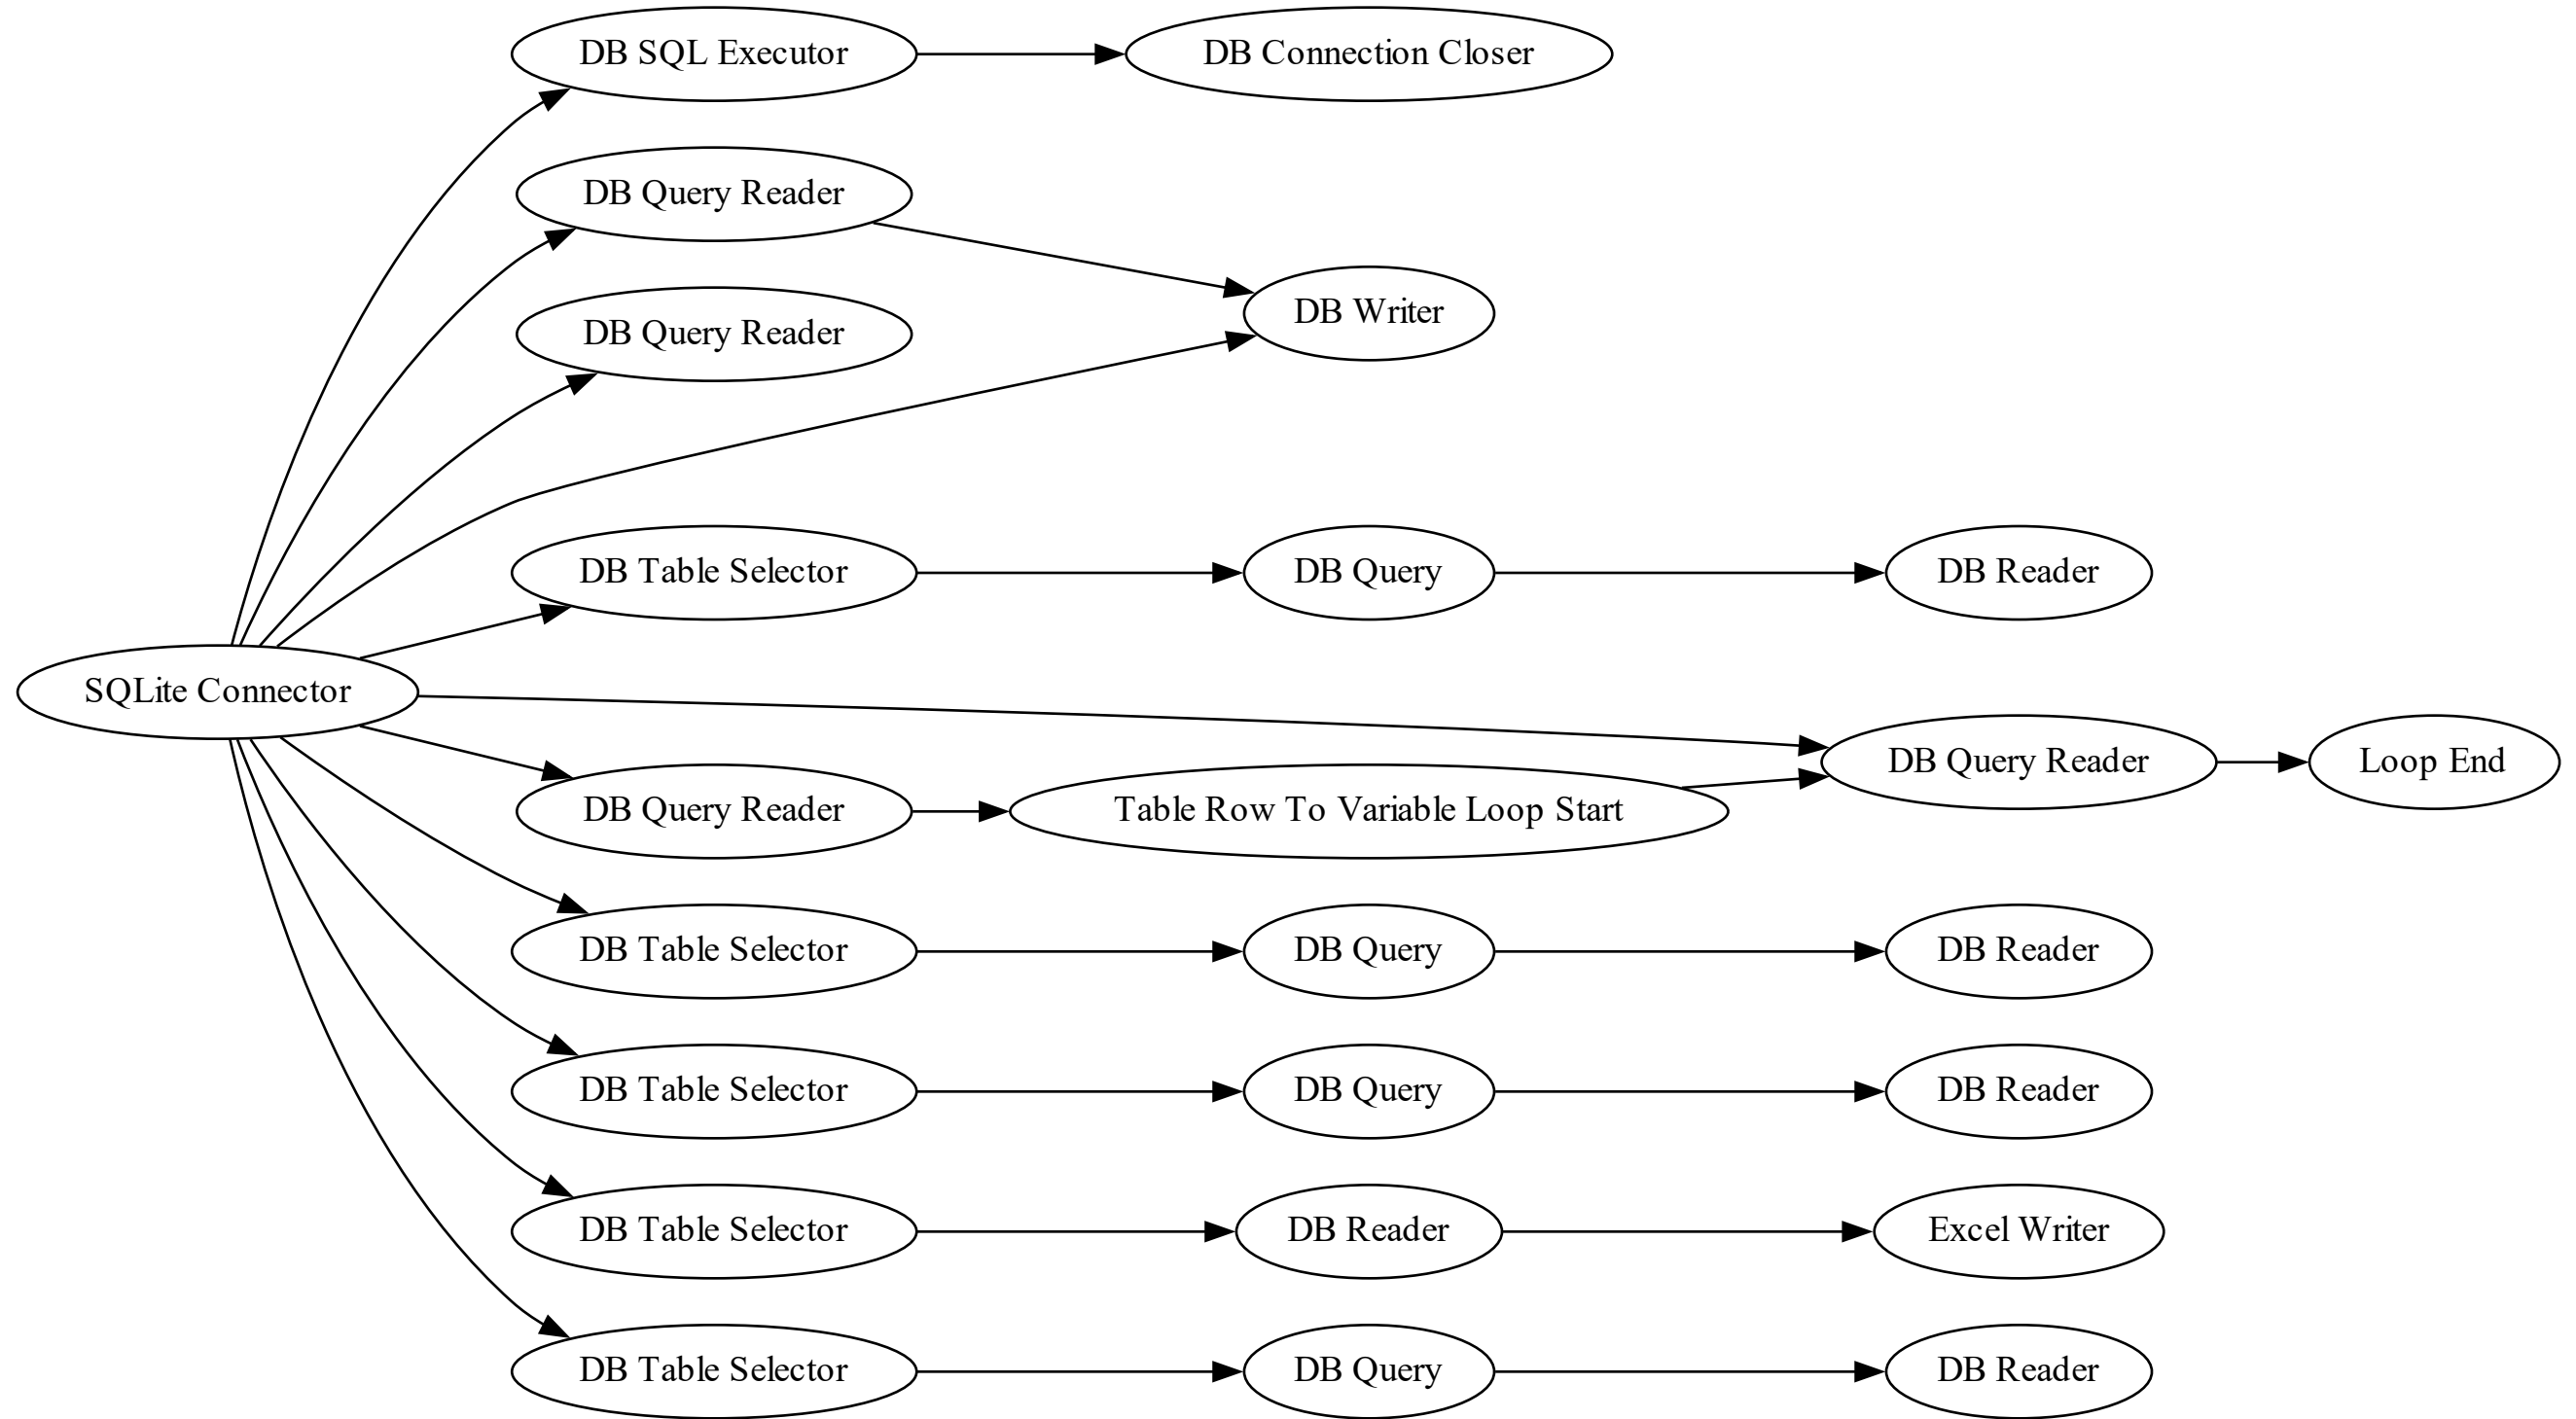 DB SQL Executor
DB Connection Closer
DB Query Reader
DB Writer
DB Query Reader
DB Table Selector
DB Query
DB Reader
SQLite Connector
DB Query Reader
Loop End
DB Query Reader
Table Row To Variable Loop Start
DB Table Selector
DB Query
DB Reader
DB Table Selector
DB Query
DB Reader
DB Table Selector
DB Reader
Excel Writer
DB Table Selector
DB Query
DB Reader